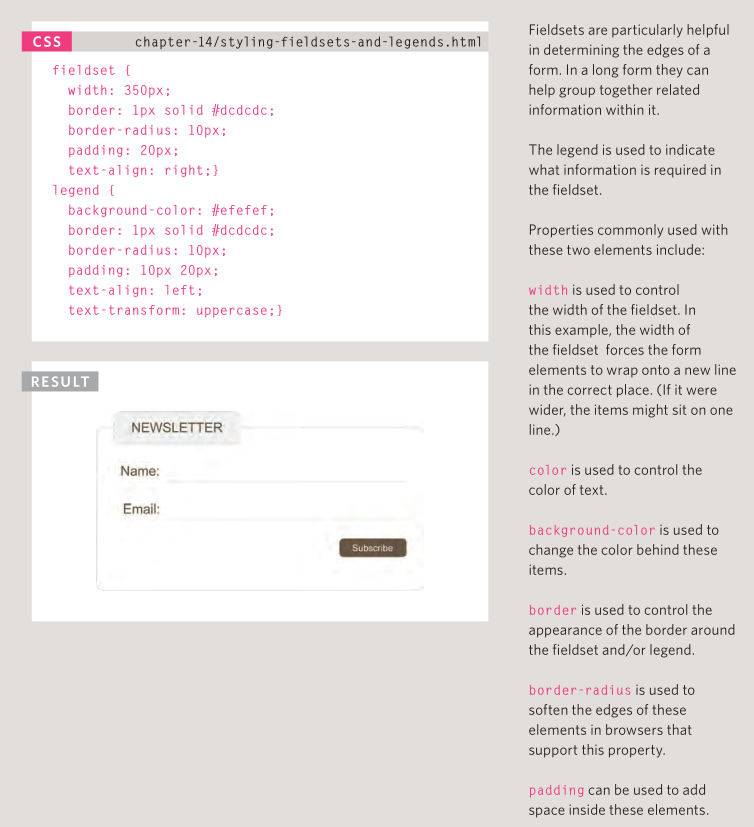 CSS
chapter-14/styling-fieldsets-and-legends.html
fieldset {
width: 350px;
border: 1px solid #dcdcdc;
border-radius: 10px;
padding: 20px;
text-align: right;}
legend {
background-color: #efefef;
border: 1px solid #dcdcdc;
border-radius: 10px;
padding: 10px 20px;
text-align: left;
text-transform: uppercase;}
RESULT
NEWSLETTER
Name:
Email:
Subscribe
Fieldsets are particularly helpful
in determining the edges of a
form. In a long form they can
help group together related
information within it.
The legend is used to indicate
what information is required in
the fieldset.
Properties commonly used with
these two elements include:
width is used to control
the width of the fieldset. In
this example, the width of
the fieldset forces the form
elements to wrap onto a new line
in the correct place. (If it were
wider, the items might sit on one
line.)
color is used to control the
color of text.
background-color is used to
change the color behind these
items.
border is used to control the
appearance of the border around
the fieldset and/or legend.
border-radius is used to
soften the edges of these
elements in browsers that
support this property.
padding can be used to add
space inside these elements.